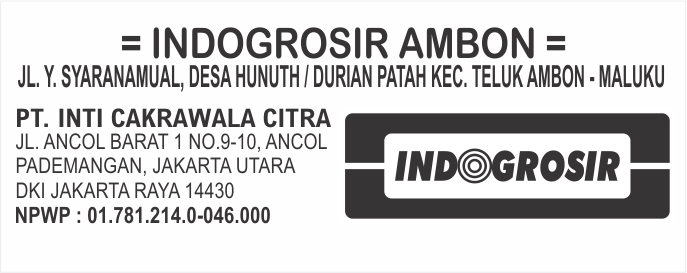 = INDOGROSIR AMBON =
JL. Y. SYARANAMUAL, DESA HUNUTH / DURIAN PATAH KEC. TELUK AMBON - MALUKU
PT. INTI CAKRAWALA CITRA
JL. ANCOL BARAT 1 NO.9-10, ANCOL
PADEMANGAN, JAKARTA UTARA
DKI JAKARTA RAYA 14430
NPWP : 01.781.214.0-046.000
INDOGROSIR